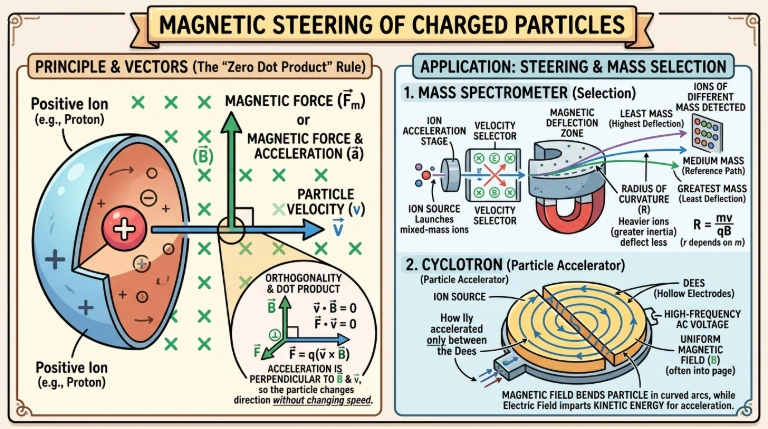 MAGNETIC STEERING OF CHARGED PARTICLES
PRINCIPLE & VECTORS (The "Zero Dot Product" Rule)
Positive Ion
(e.g., Proton)
MAGNETIC FORCE (F⃗m)
or
MAGNETIC FORCE &
ACCELERATION (a⃗)
(B⃗)
PARTICLE
VELOCITY (v)
v⃗
+
+
+
ORTHOGONALITY
& DOT PRODUCT
B⃗
v⃗ • B = 0
F⃗ • v⃗ = 0
F⃗
F⃗ = q(v⃗ × B⃗)
ACCELERATION IS
PERPENDICULAR TO B⃗ & v⃗,
so the particle changes
direction without changing speed.
Positive Ion
(e.g., Proton)
APPLICATION: STEERING & MASS SELECTION
1. MASS SPECTROMETER (Selection)
ION
ACCELERATION
STAGE
VELOCITY
SELECTOR
MAGNETIC
DEFLECTION
ZONE
LEAST MASS
(Highest Deflection)
IONS OF
DIFFERENT
MASS DETECTED
E
MEDIUM MASS
(Reference Path)
ION SOURCE
Launches
mixed-mass ions
VELOCITY
SELECTOR
RADIUS OF
CURVATURE
(R)
Heavier ions
(greater inertia)
deflect less
GREATEST MASS
(Least Deflection)
R = mv/qB
(r depends on m)
2. CYCLOTRON (Particle Accelerator)
(Particle Accelerator)
ION SOURCE
How lly
accelerated
only between
the Dees
DEES
(Hollow Electrodes)
HIGH-FREQUENCY
AC VOLTAGE
UNIFORM
MAGNETIC
FIELD (B)
(often into page)
MAGNETIC FIELD BENDS PARTICLE in curved arcs, while
Electric Field imparts KINETIC ENERGY for acceleration.